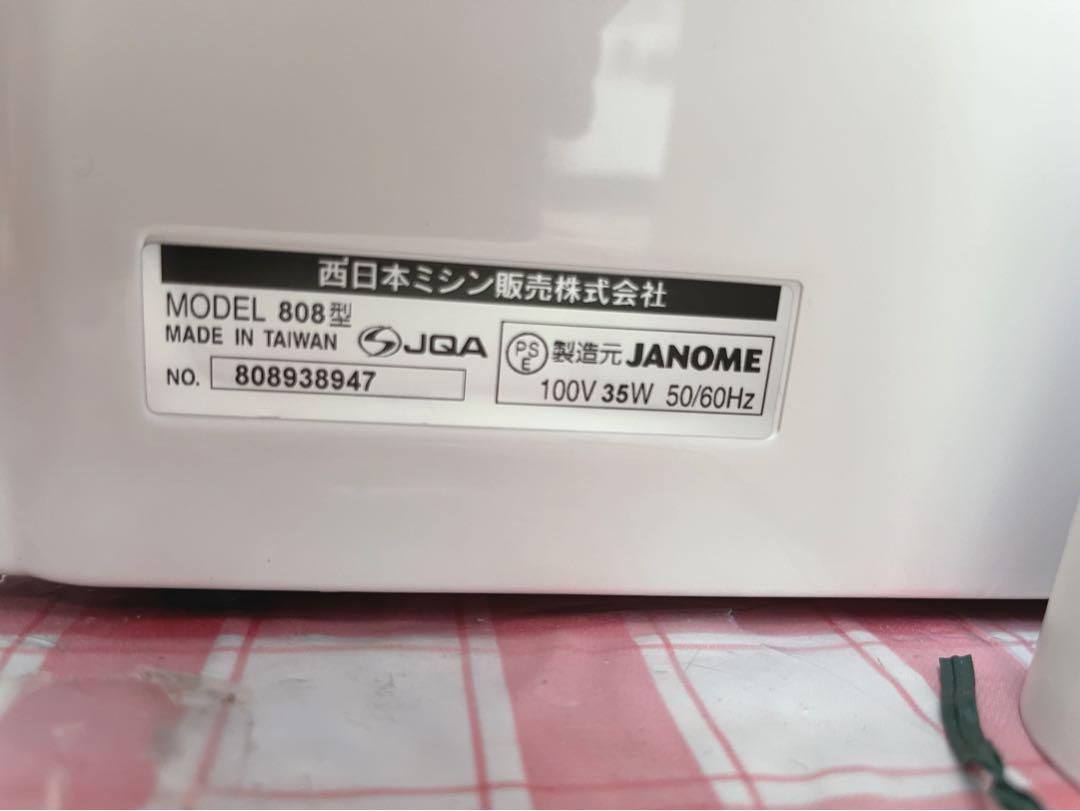 西日本ミシン販売株式会社
MODEL 808型
MADE IN TAIWAN
JQA
NO. 808938947
PSE 製造元 JANOME
100V 35W 50/60Hz